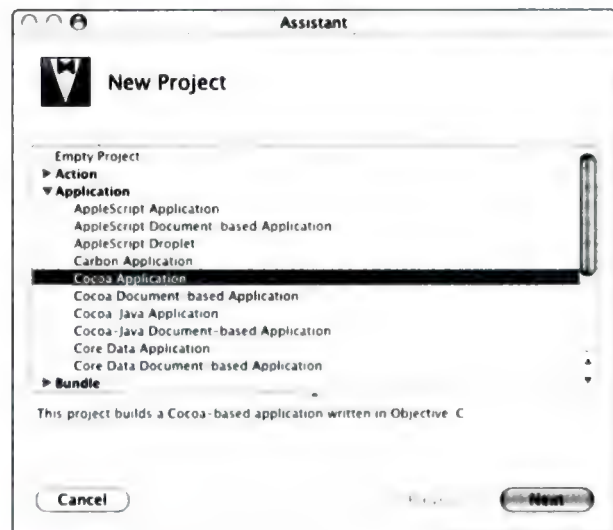 Assistant
New Project
Empty Project
Action
Application
AppleScript Application
AppleScript Document based Application
AppleScript Droplet
Carbon Application
Cocoa Application
Cocoa Document based Application
Cocoa Java Application
Cocoa-Java Document-based Application
Core Data Application
Core Data Document based Application
Bundle
This project builds a Cocoa-based application written in Objective C
Cancel
Next